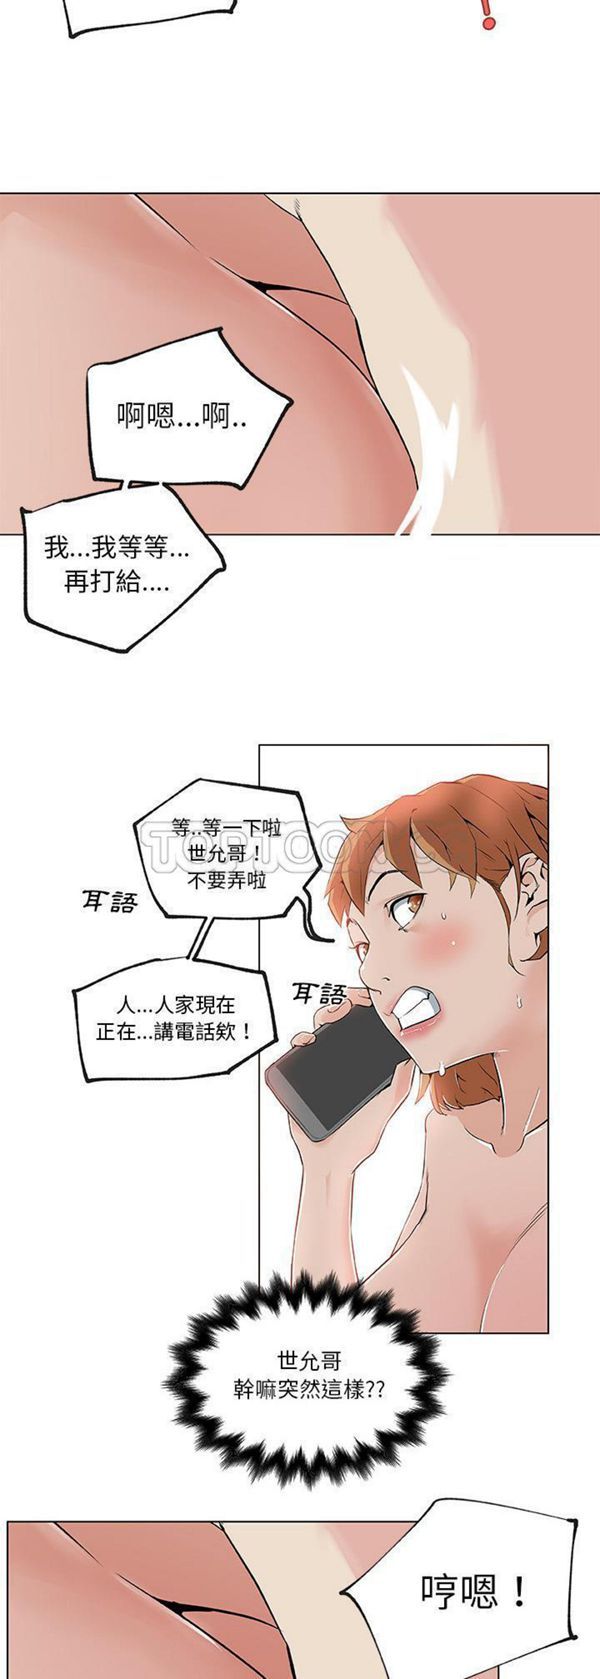 啊嗯...啊..
我...我等等...
再打給....
等..等一下啦
世允哥！
不要弄啦
TOPTOON
耳語
人...人家現在
正在...講電話欸！
耳語
世允哥
幹嘛突然這樣??
哼嗯！